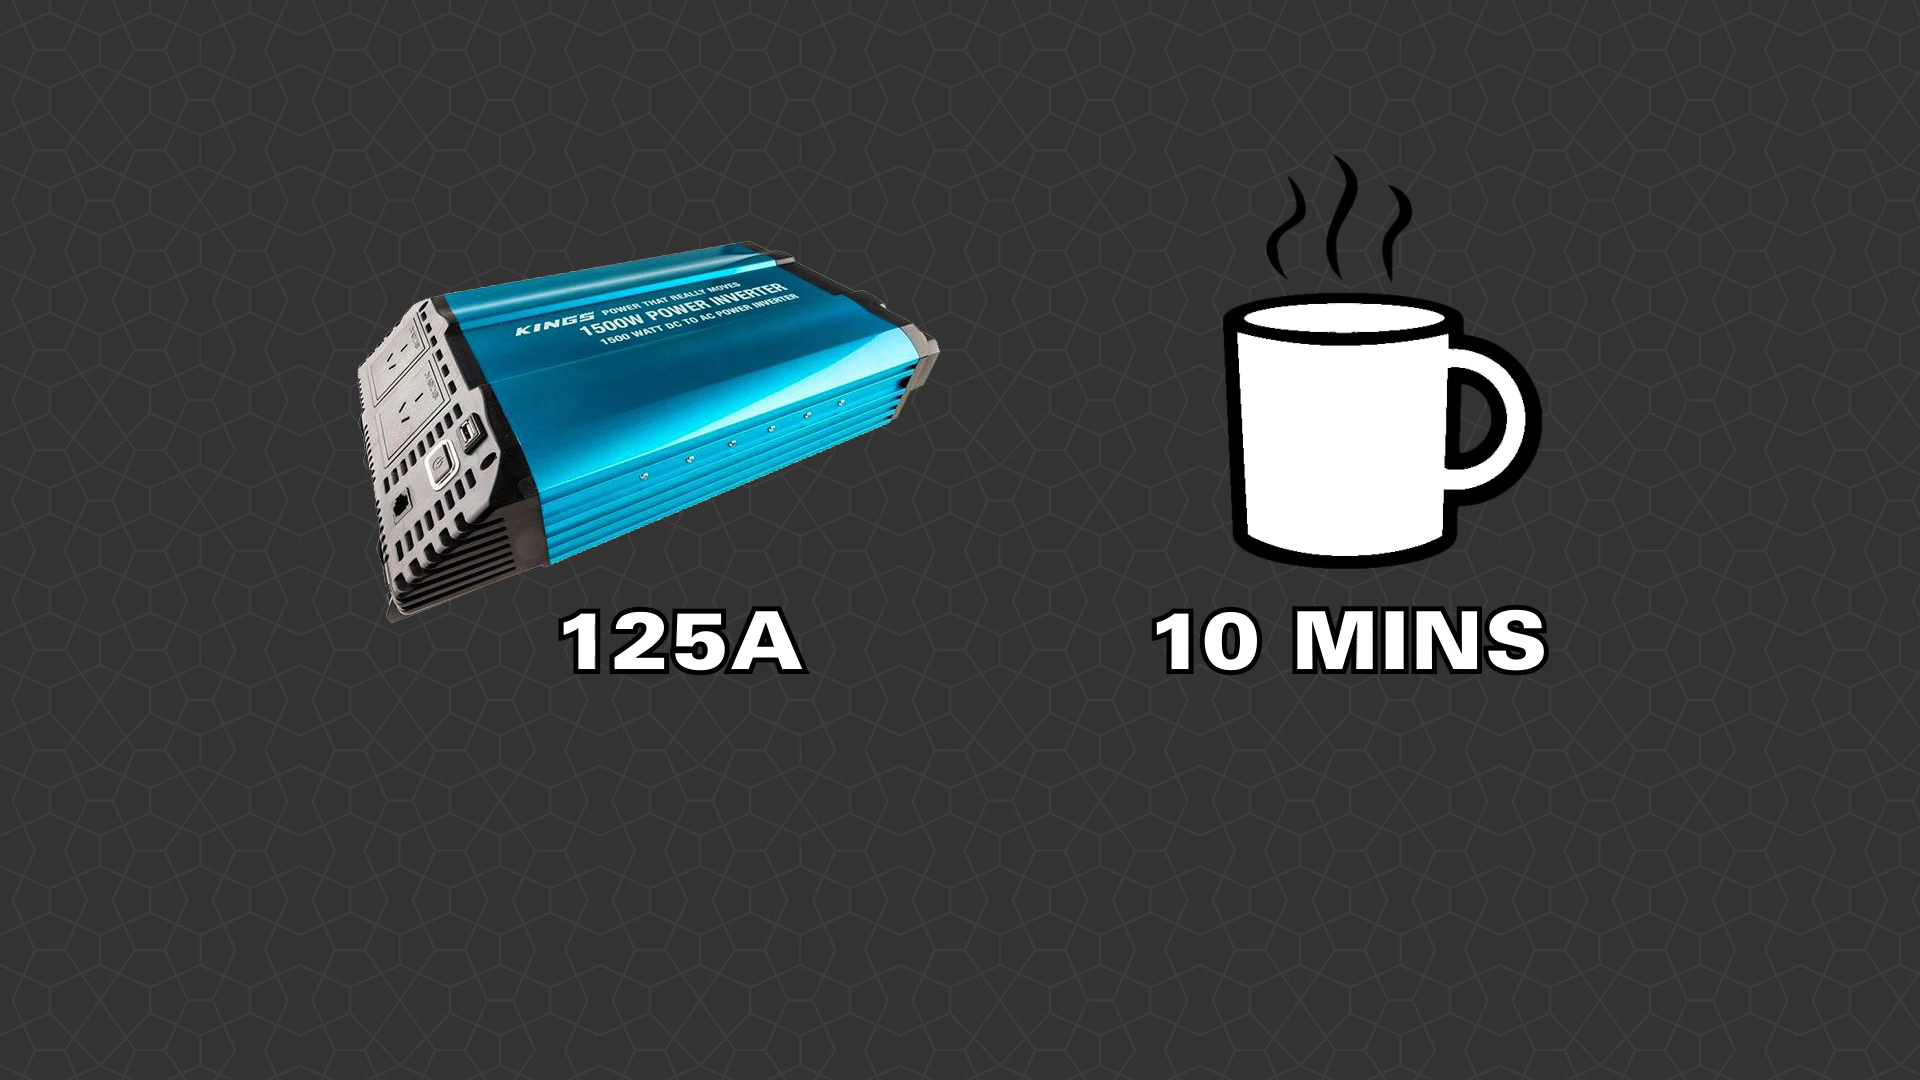 KINGS POWER THAT REALLY MOVES
1500W POWER INVERTER
1500 WATT DC TO AC POWER INVERTER
125A
10 MINS